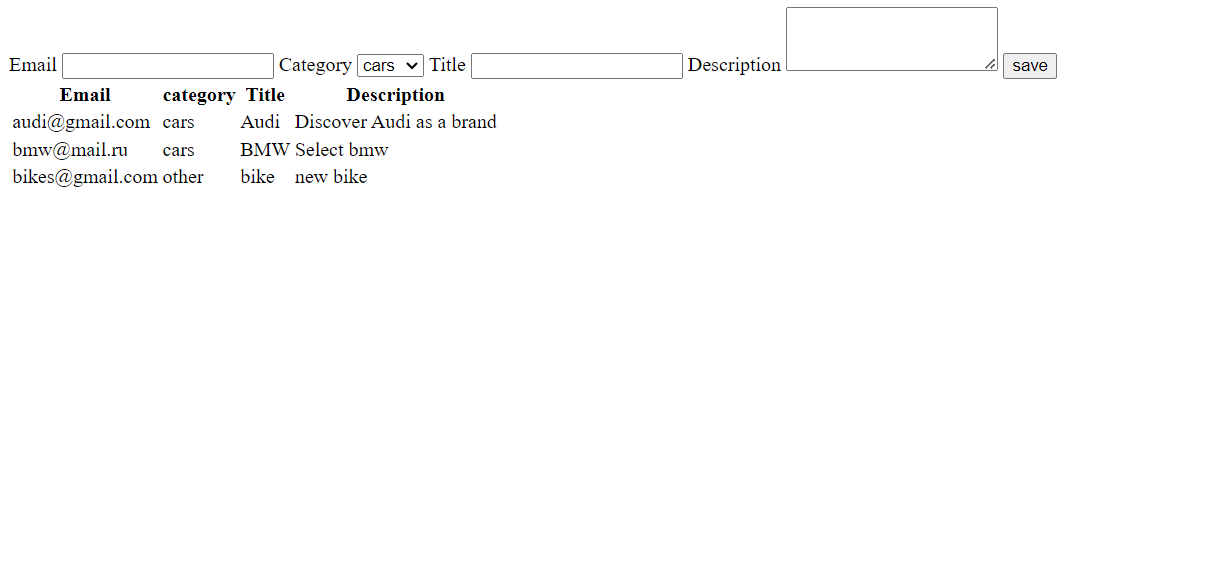 Email Category cars Title Description save
Email category Title Description
audi@gmail.com cars Audi Discover Audi as a brand
bmw@mail.ru cars BMW Select bmw
bikes@gmail.com other bike new bike